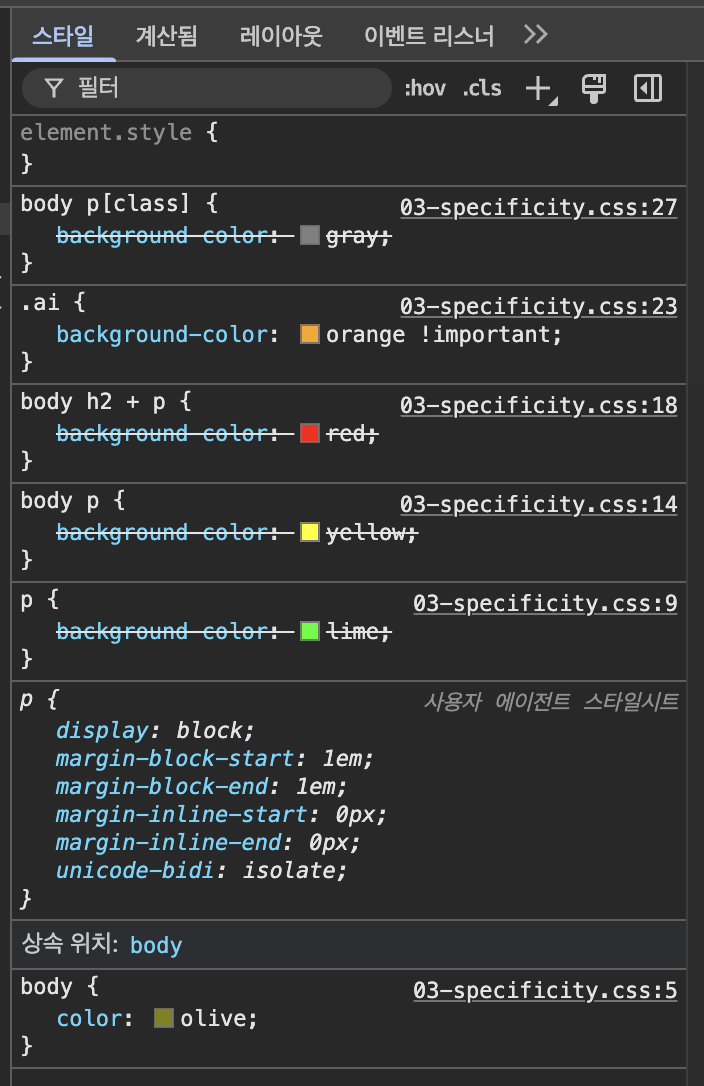 스타일 계산됨 레이아웃 이벤트 리스너
필터 :hov .cls
element.style {
}
body p[class] { 03-specificity.css:27
background-color: gray;
}
.ai { 03-specificity.css:23
background-color: orange !important;
}
body h2 + p { 03-specificity.css:18
background-color: red;
}
body p { 03-specificity.css:14
background-color: yellow;
}
p { 03-specificity.css:9
background-color: lime;
}
p { 사용자 에이전트 스타일시트
display: block;
margin-block-start: 1em;
margin-block-end: 1em;
margin-inline-start: 0px;
margin-inline-end: 0px;
unicode-bidi: isolate;
}
상속 위치: body
body { 03-specificity.css:5
color: olive;
}